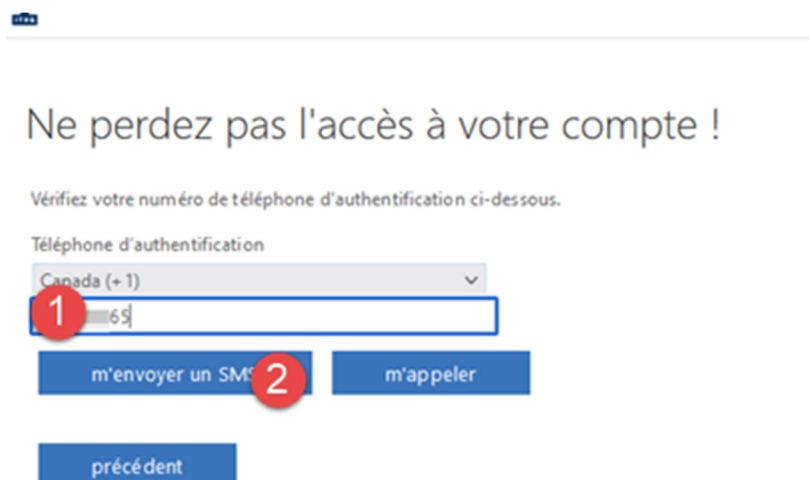 Ne perdez pas l'accès à votre compte !
Vérifiez votre numéro de téléphone d'authentification ci-dessous.
Téléphone d'authentification
Canada (+1)
1 65
m'envoyer un SMS 2 m'appeler
précédent